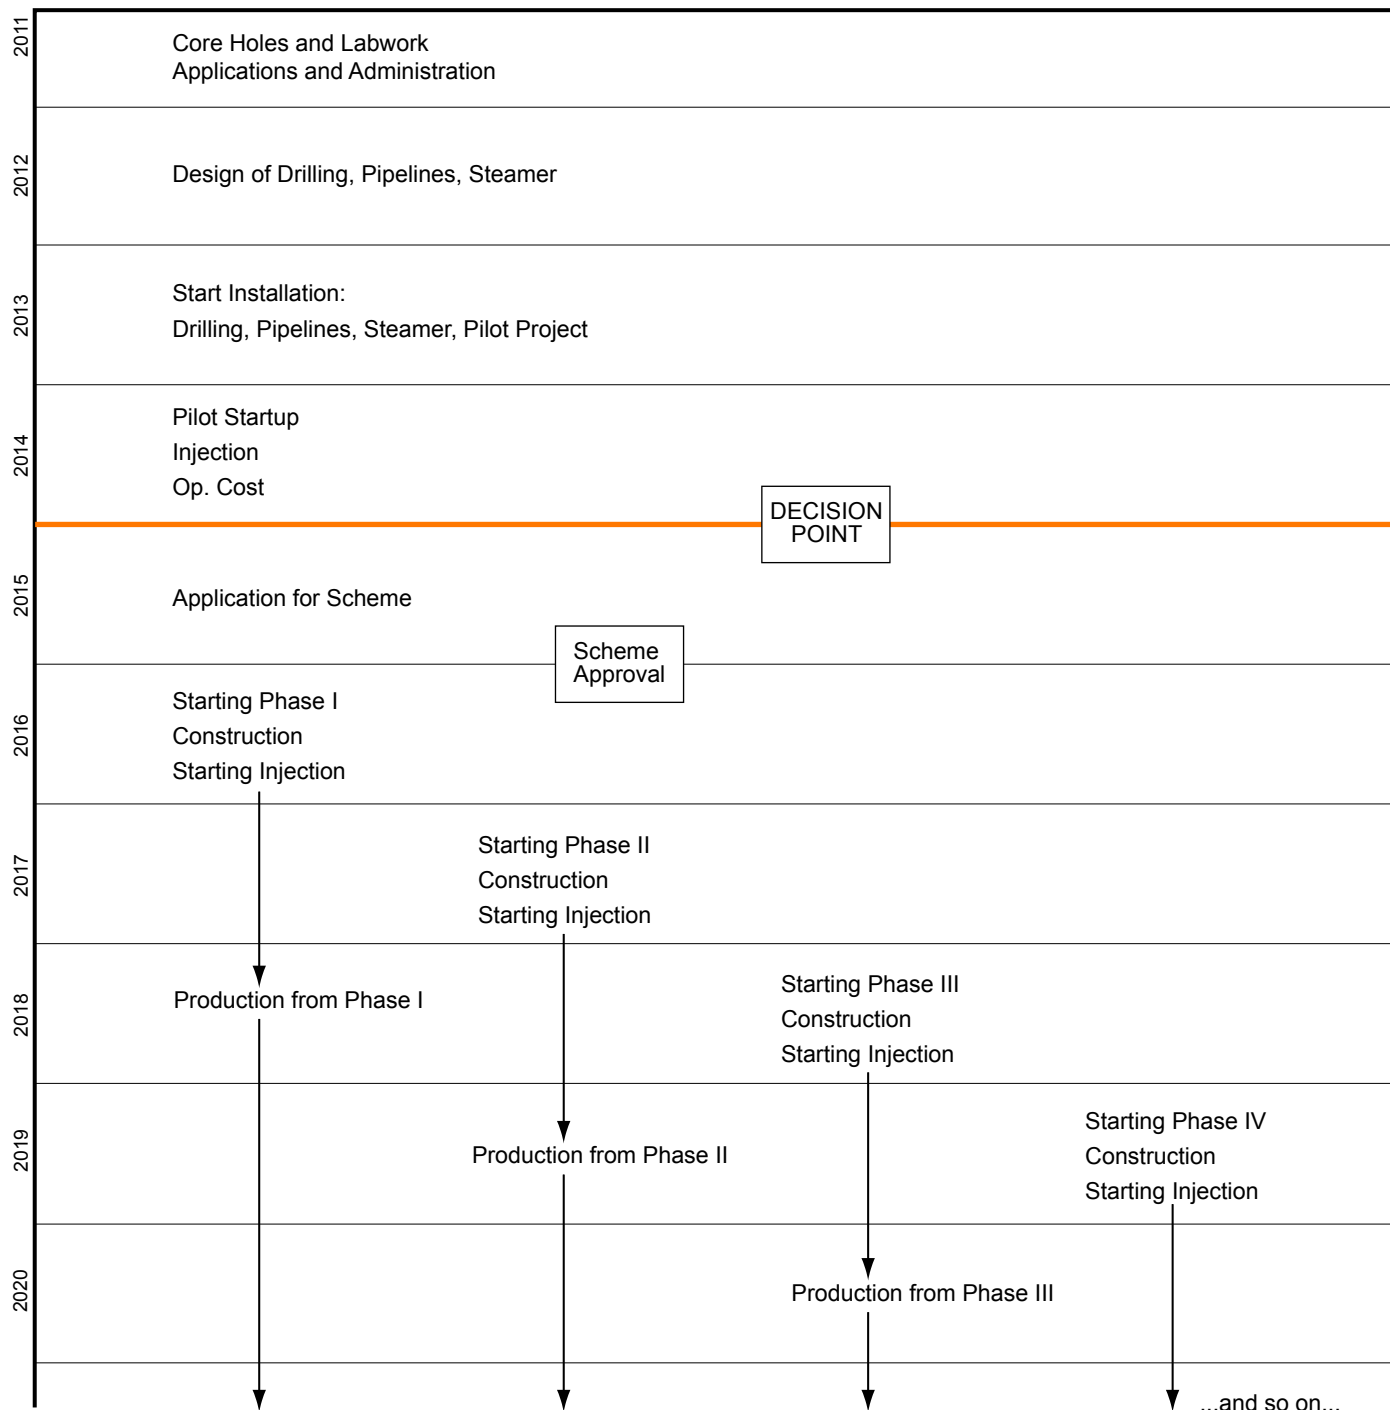 2011
Core Holes and Labwork
Applications and Administration
2012
Design of Drilling, Pipelines, Steamer
2013
Start Installation:
Drilling, Pipelines, Steamer, Pilot Project
2014
Pilot Startup
Injection
Op. Cost
DECISION
POINT
2015
Application for Scheme
Scheme
Approval
2016
Starting Phase I
Construction
Starting Injection
2017
Starting Phase II
Construction
Starting Injection
2018
Production from Phase I
Starting Phase III
Construction
Starting Injection
2019
Production from Phase II
Starting Phase IV
Construction
Starting Injection
2020
Production from Phase III
...and so on...